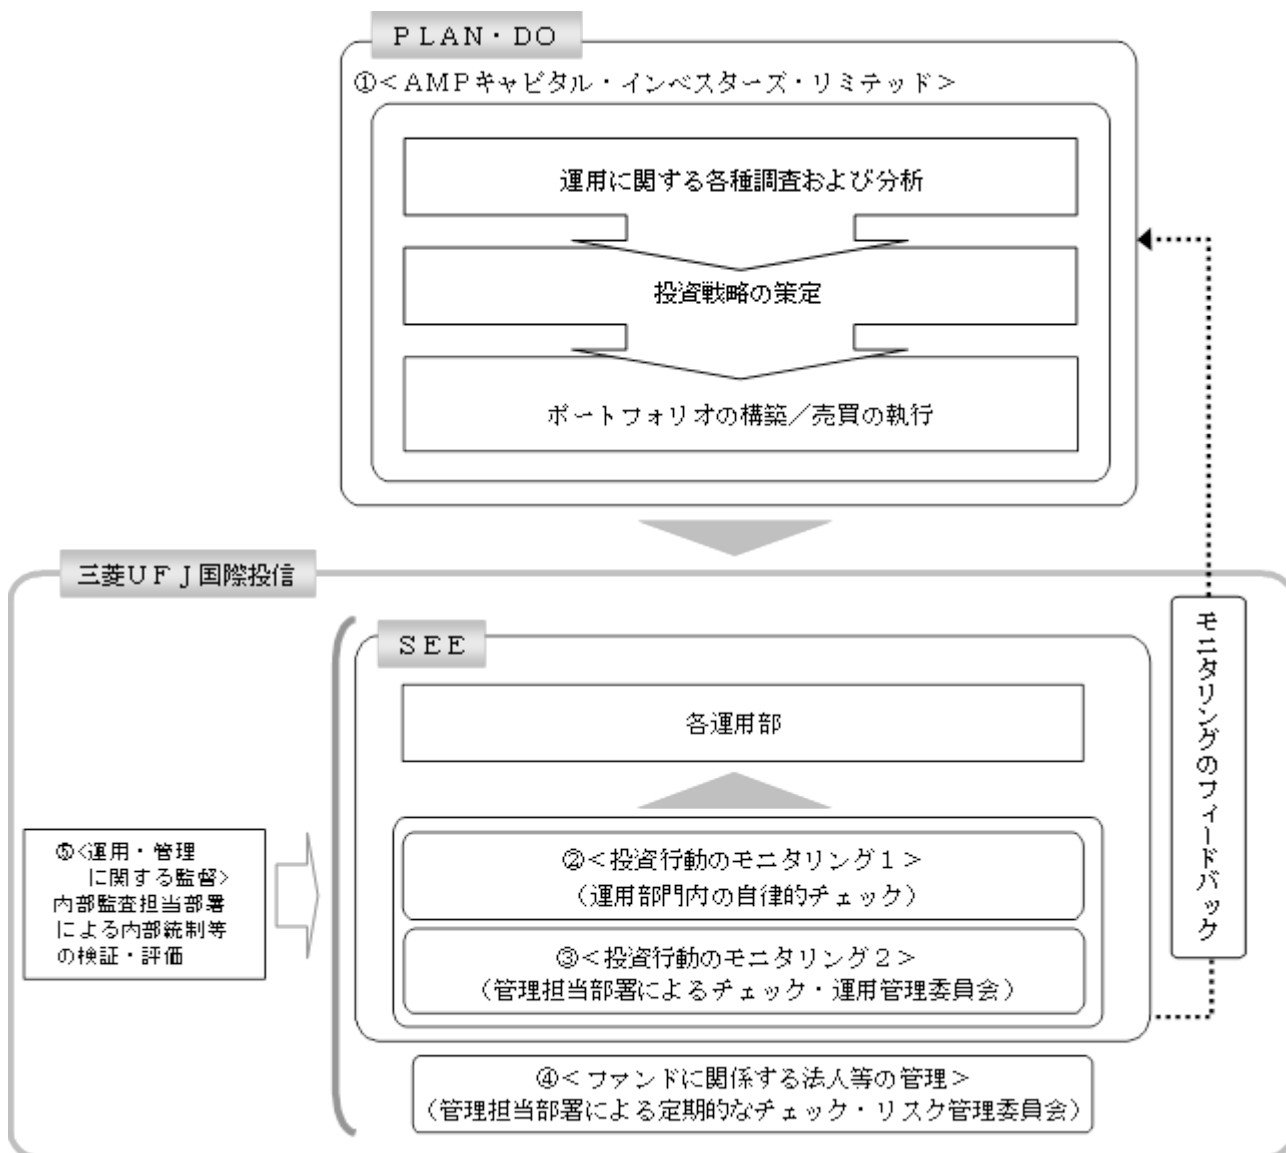 ＰＬＡＮ・ＤＯ
①＜ＡＭＰキャピタル・インベスターズ・リミテッド＞
運用に関する各種調査および分析
投資戦略の策定
ポートフォリオの構築／売買の執行
三菱ＵＦＪ国際投信
ＳＥＥ
各運用部
②＜投資行動のモニタリング１＞
（運用部門内の自律的チェック）
③＜投資行動のモニタリング２＞
（管理担当部署によるチェック・運用管理委員会）
④＜ファンドに関係する法人等の管理＞
（管理担当部署による定期的なチェック・リスク管理委員会）
⑤<運用・管理
に関する監督>
内部監査担当部署
による内部統制等
の検証・評価
モニタリングのフィードバック